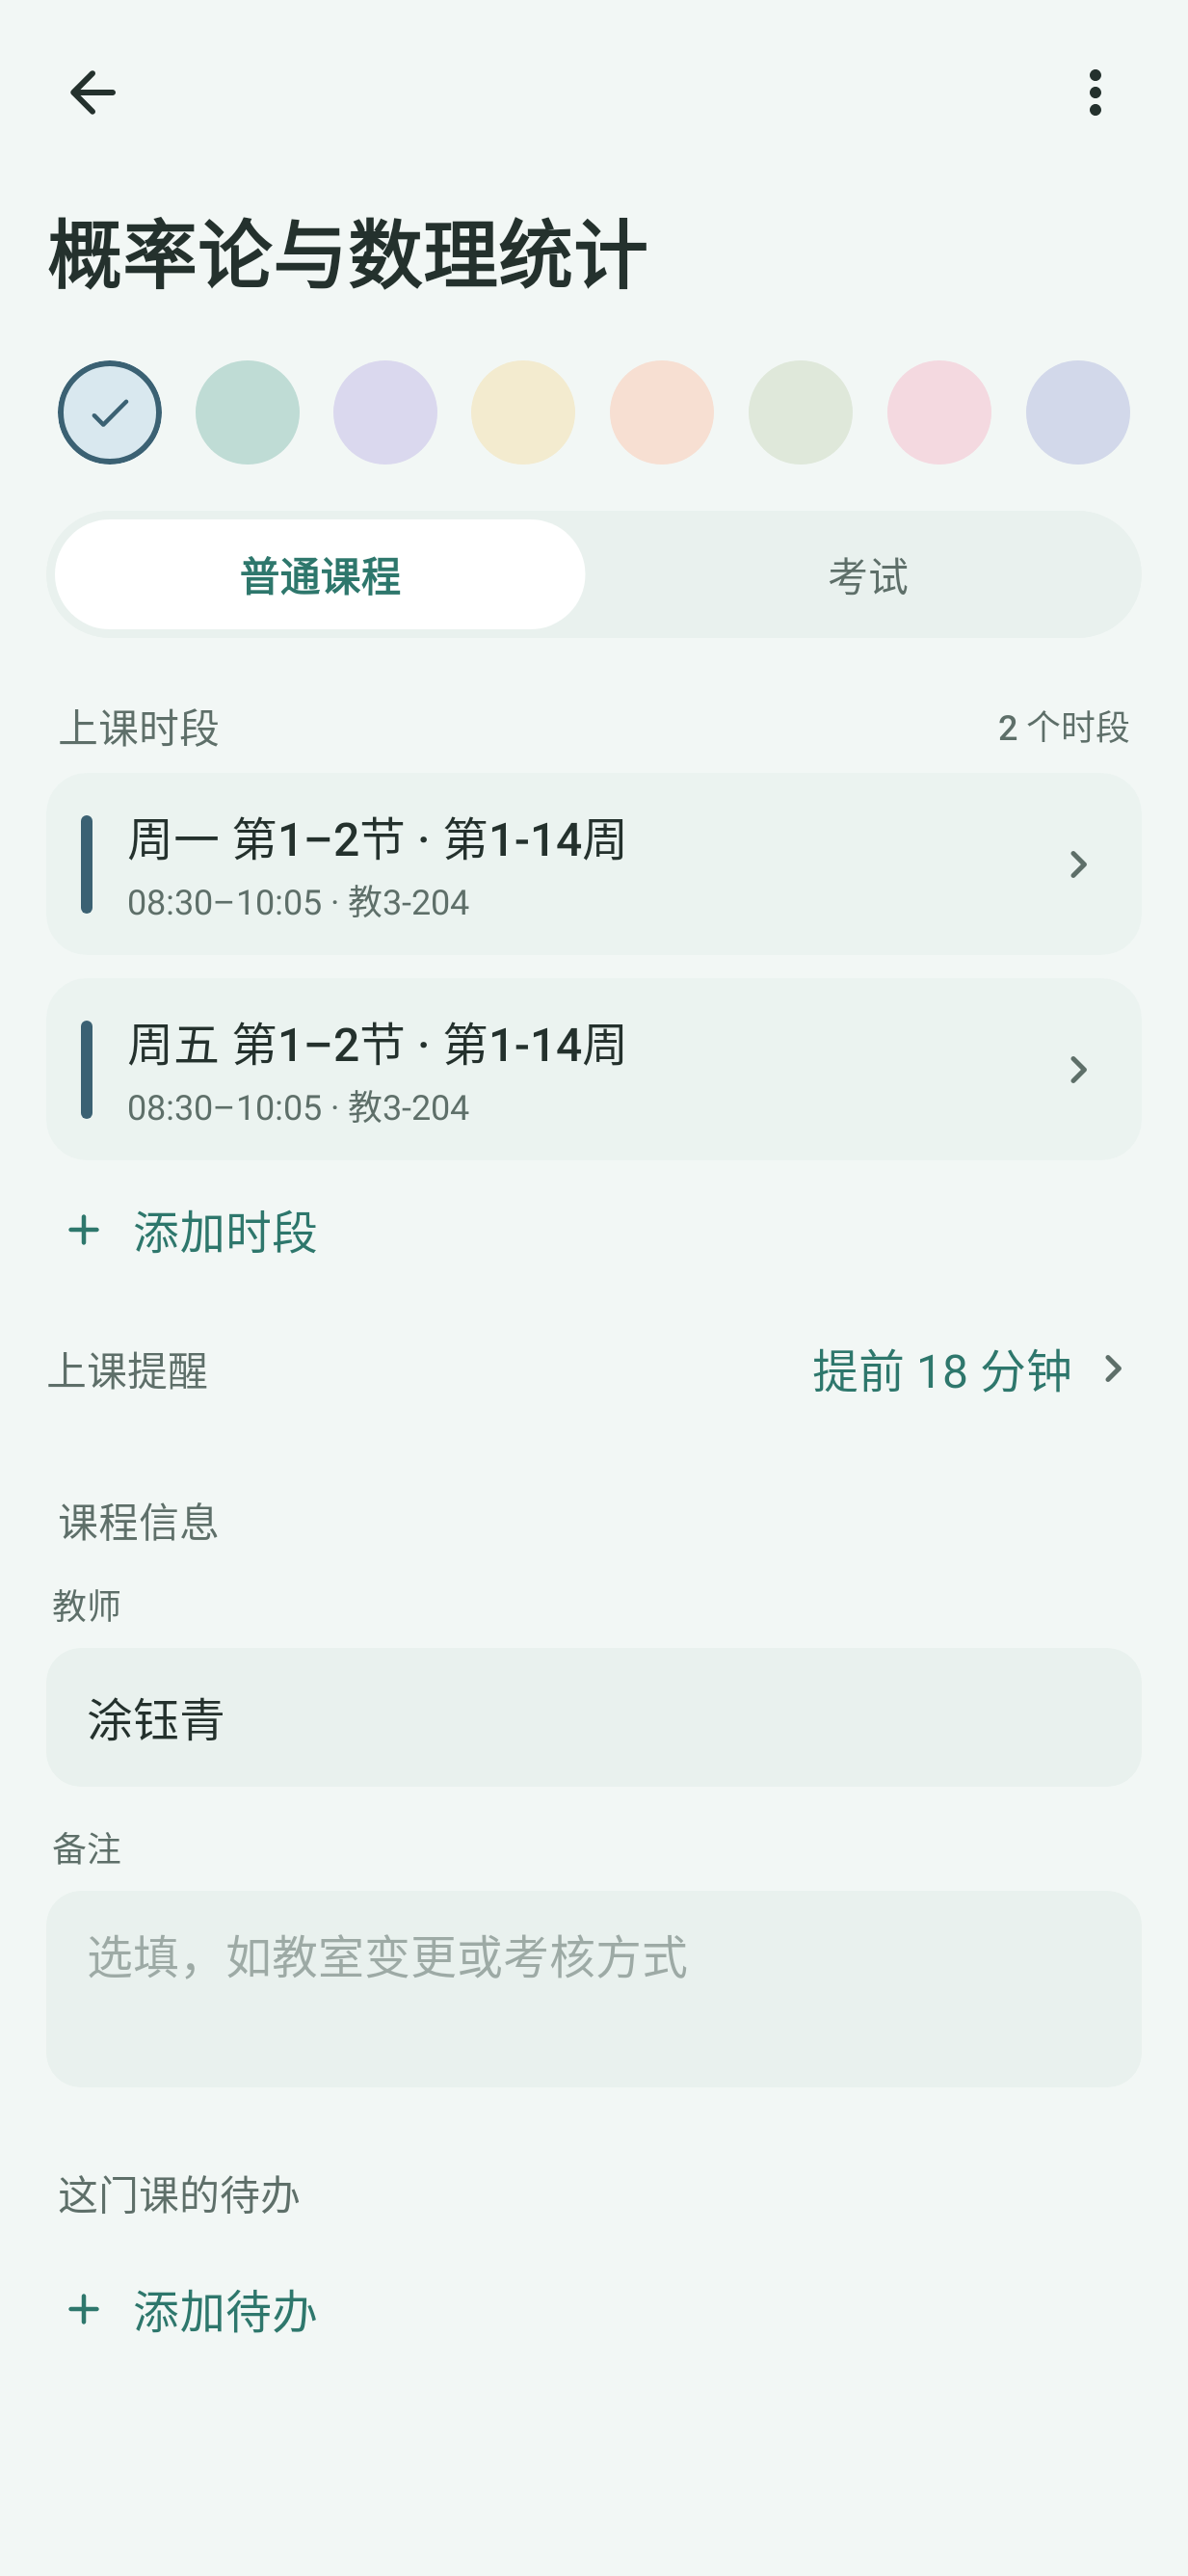 概率论与数理统计
普通课程
考试
上课时段
2 个时段
周一 第1–2节 · 第1-14周
08:30–10:05 · 教3-204
周五 第1–2节 · 第1-14周
08:30–10:05 · 教3-204
添加时段
上课提醒
提前 18 分钟
课程信息
教师
涂钰青
备注
选填，如教室变更或考核方式
这门课的待办
添加待办